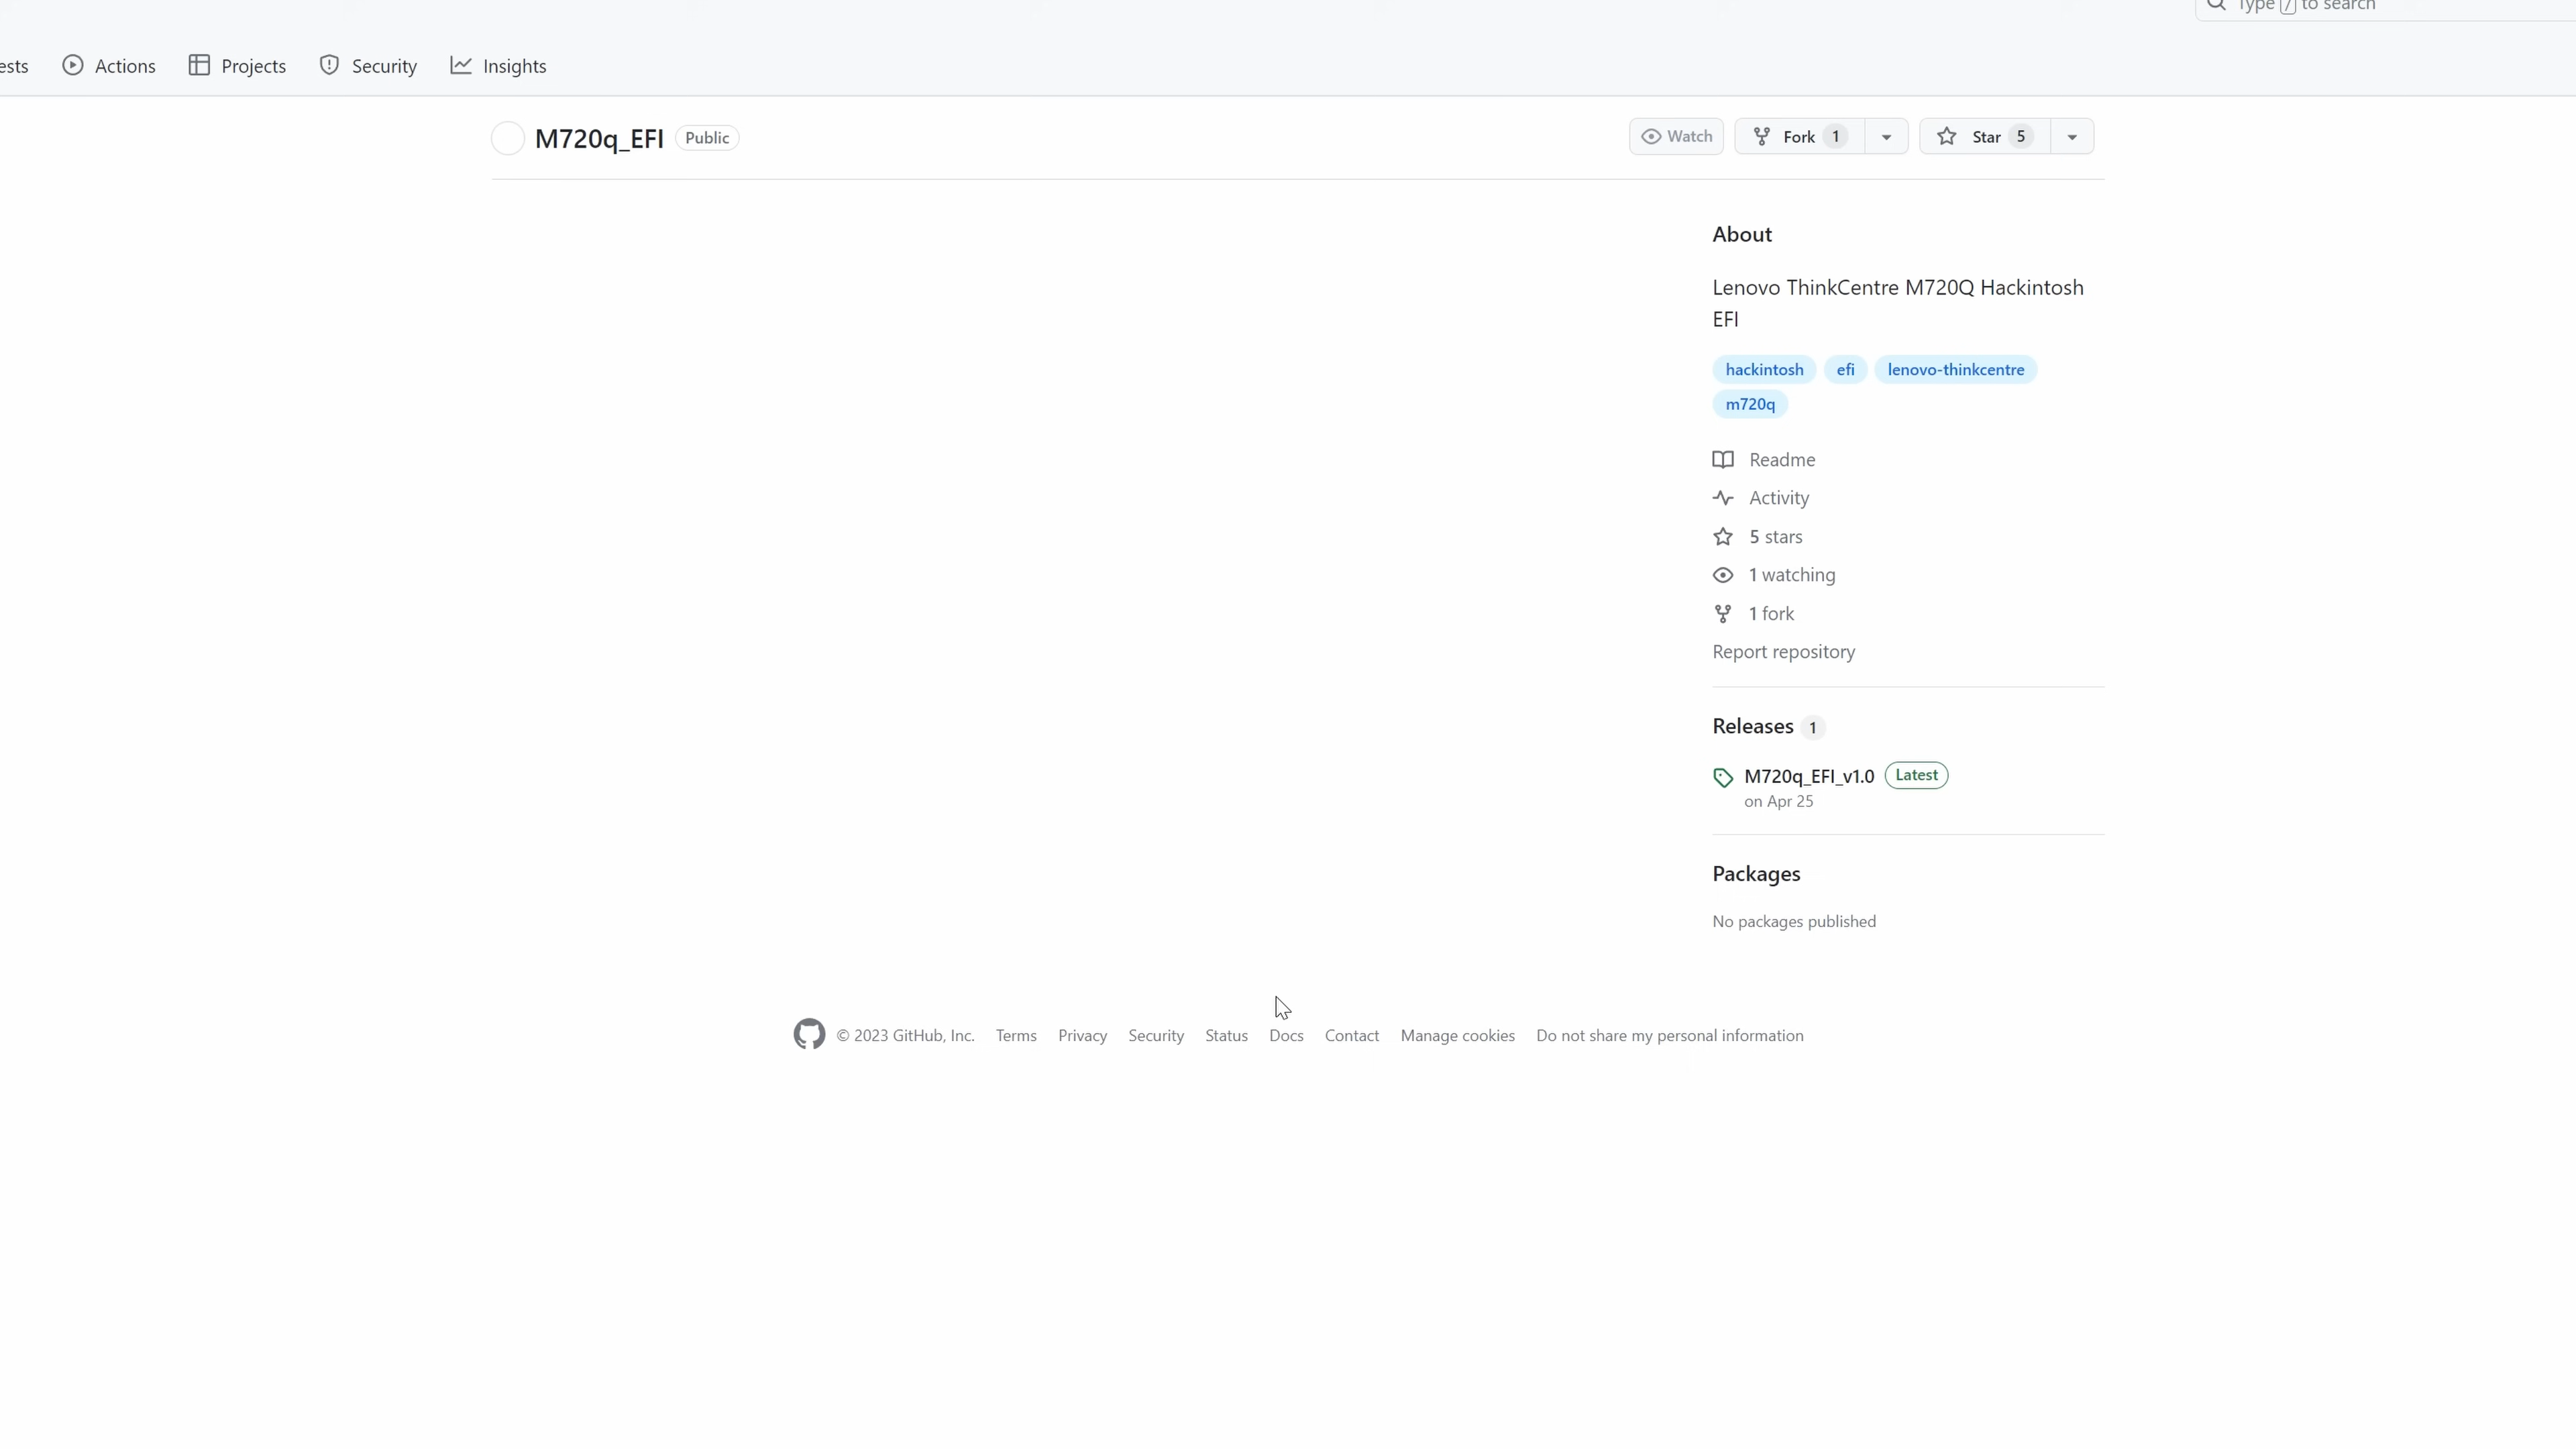 Type / to search
ests Actions Projects Security Insights
M720q_EFI Public
Watch Fork 1 Star 5
About
Lenovo ThinkCentre M720Q Hackintosh
EFI
hackintosh efi lenovo-thinkcentre
m720q
Readme
Activity
5 stars
1 watching
1 fork
Report repository
Releases 1
M720q_EFI_v1.0 Latest
on Apr 25
Packages
No packages published
© 2023 GitHub, Inc. Terms Privacy Security Status Docs Contact Manage cookies Do not share my personal information